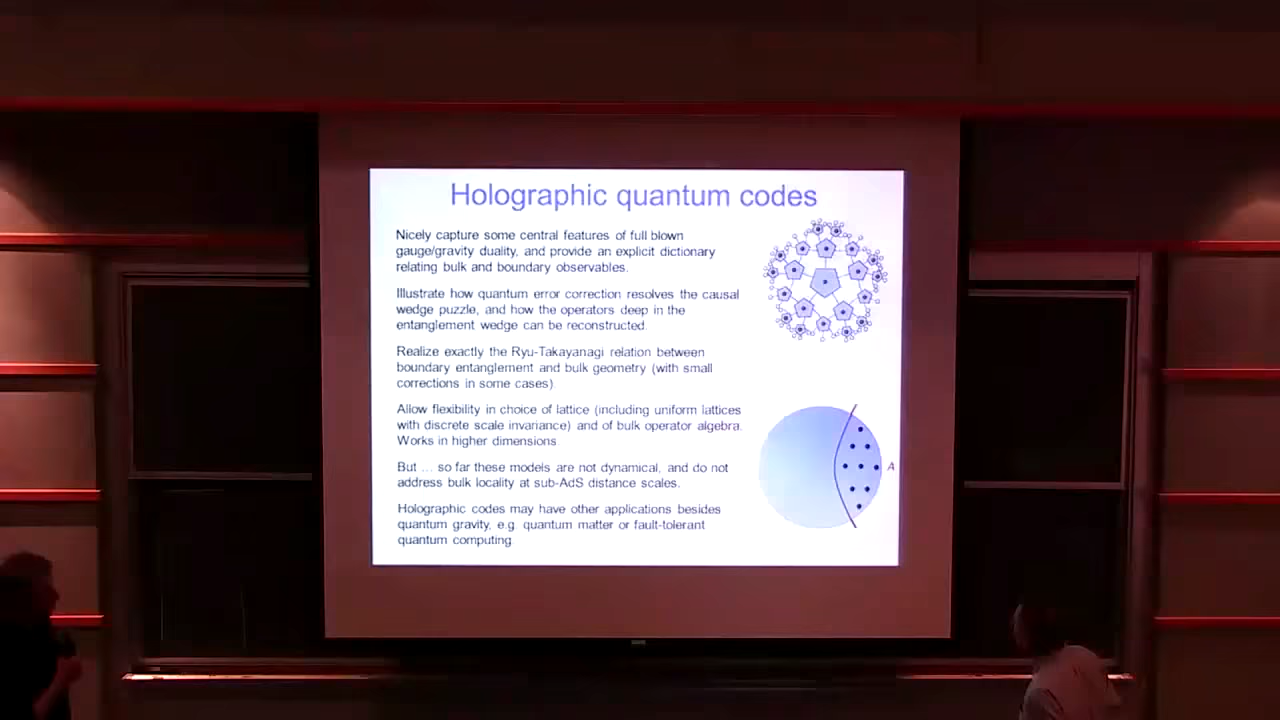 Holographic quantum codes
Nicely capture some central features of full blown
gauge/gravity duality, and provide an explicit dictionary
relating bulk and boundary observables.
Illustrate how quantum error correction resolves the causal
wedge puzzle, and how the operators deep in the
entanglement wedge can be reconstructed.
Realize exactly the Ryu-Takayanagi relation between
boundary entanglement and bulk geometry (with small
corrections in some cases).
Allow flexibility in choice of lattice (including uniform lattices
with discrete scale invariance) and of bulk operator algebra.
Works in higher dimensions.
But ... so far these models are not dynamical, and do not
address bulk locality at sub-AdS distance scales.
A
Holographic codes may have other applications besides
quantum gravity, e.g. quantum matter or fault-tolerant
quantum computing.